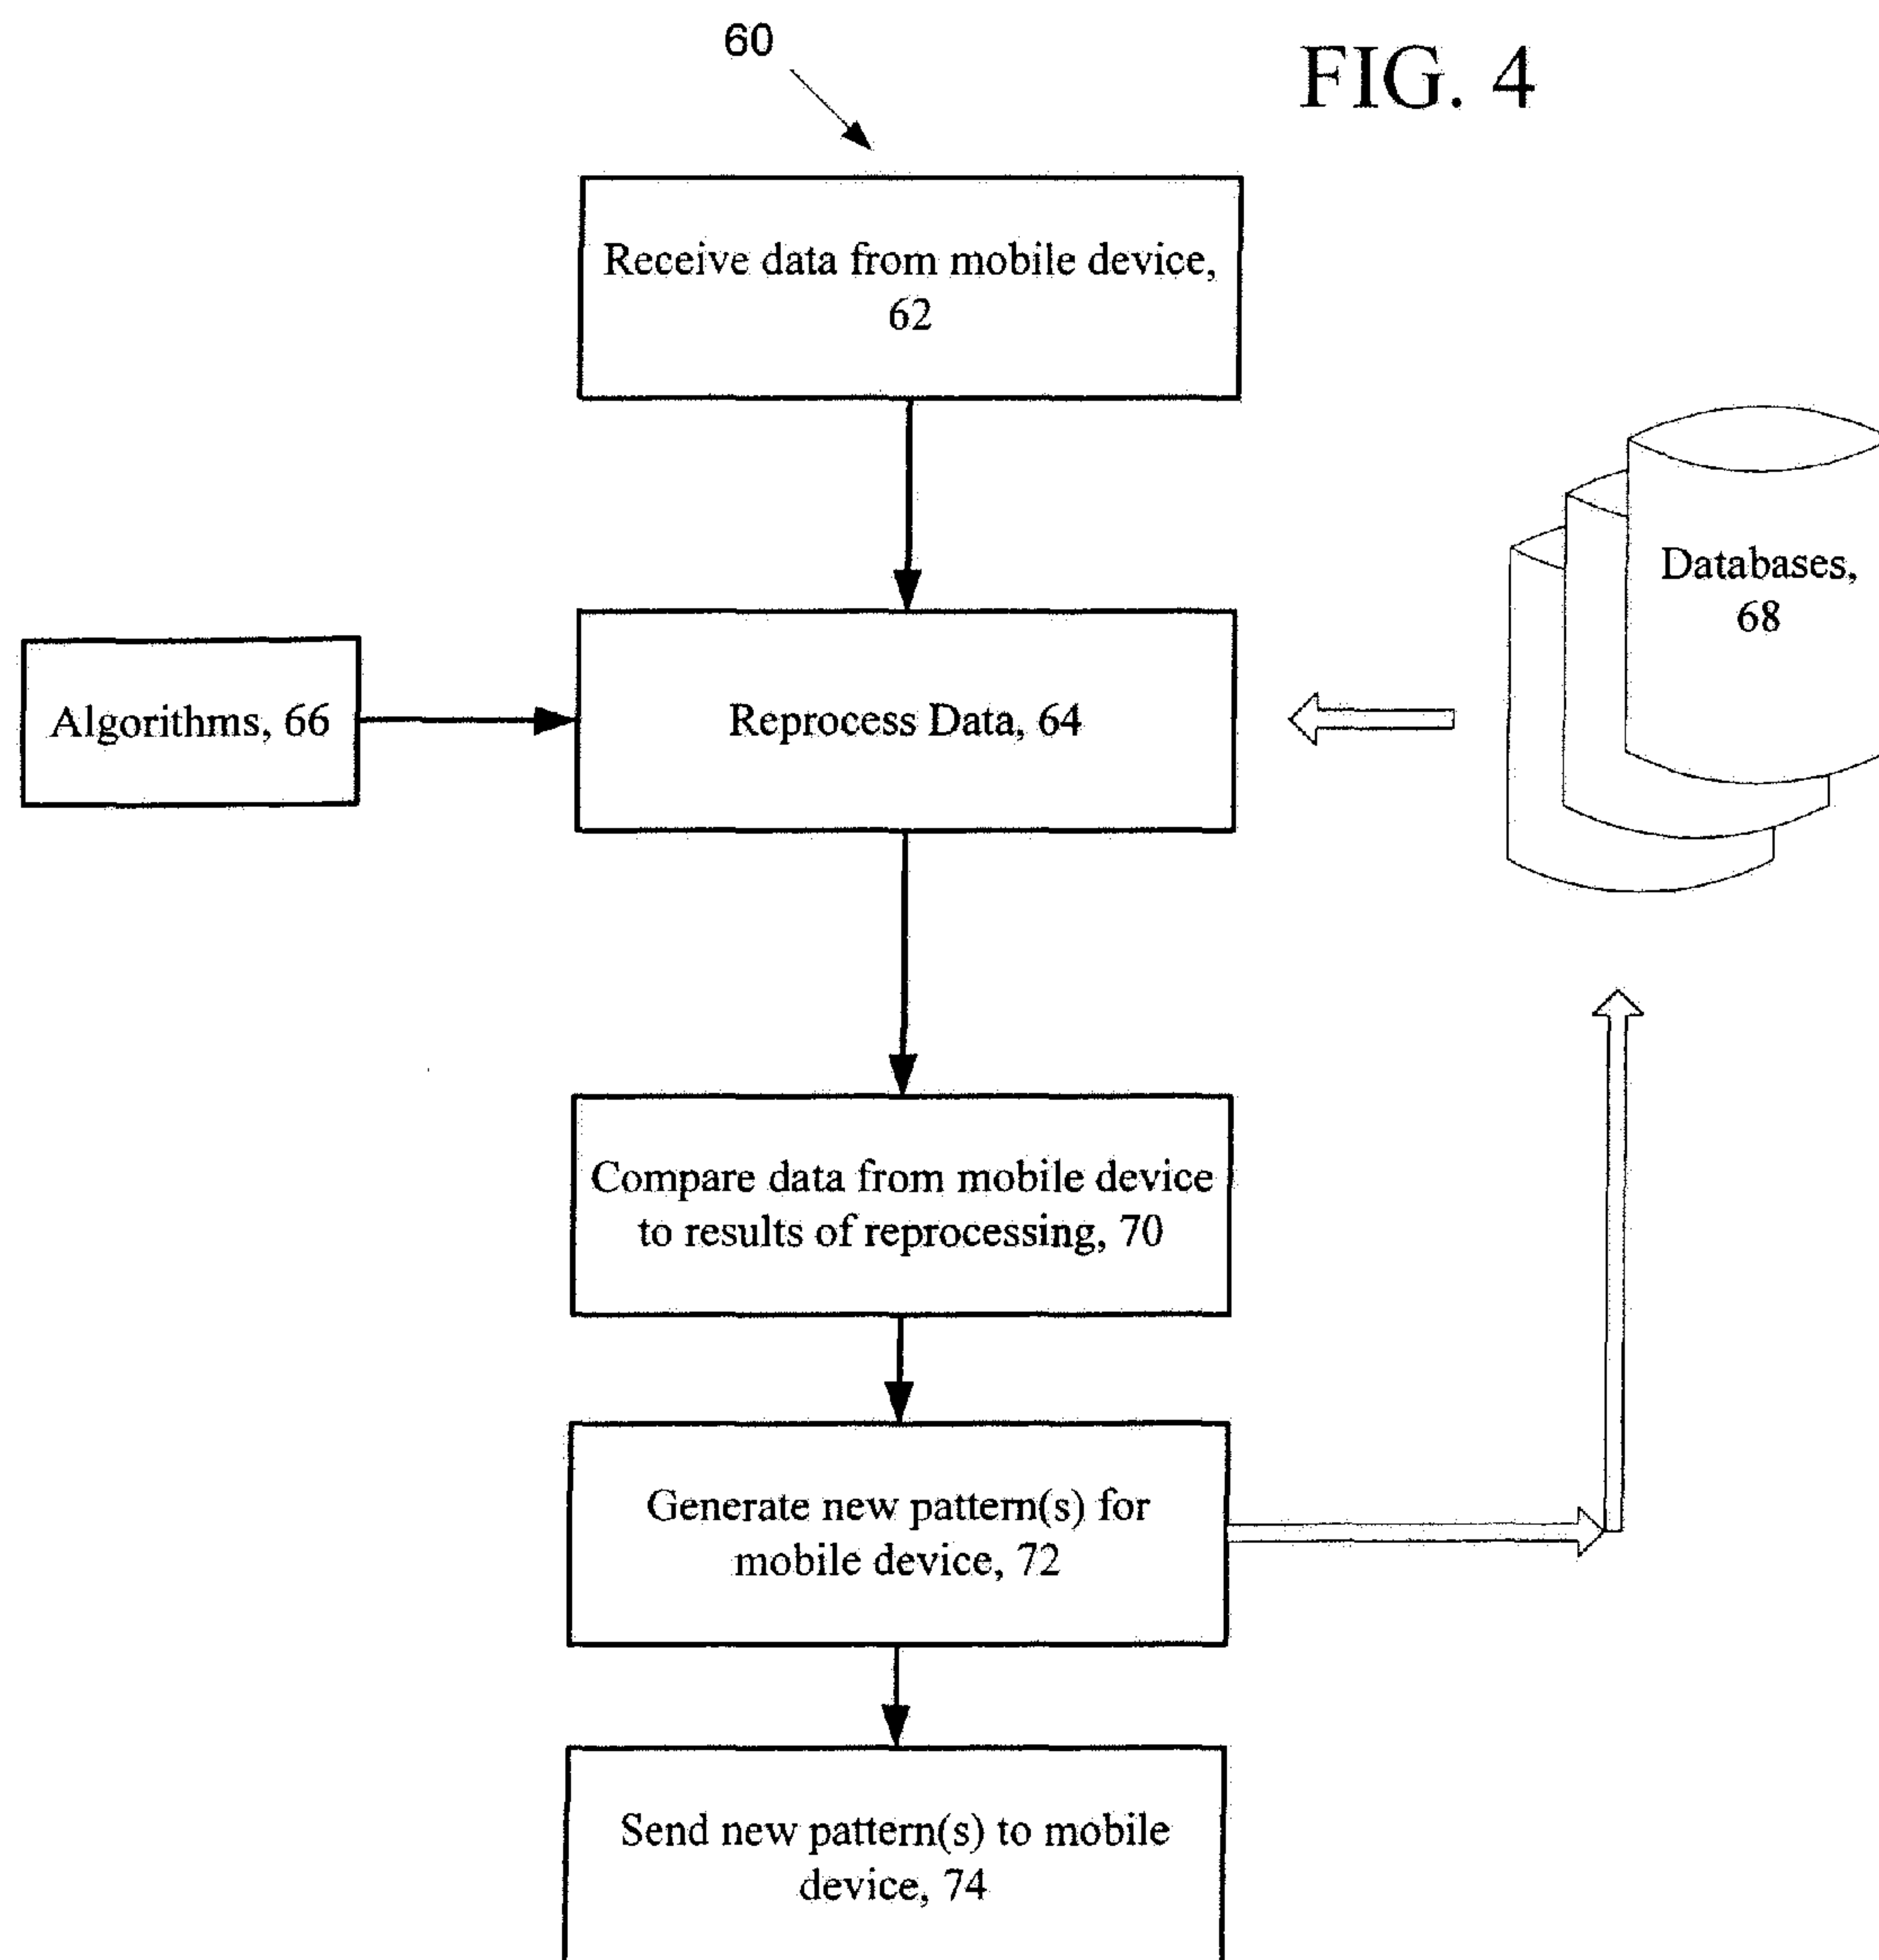 60
FIG. 4
Receive data from mobile device,
62
Databases,
68
Algorithms, 66
Reprocess Data, 64
Compare data from mobile device
to results of reprocessing, 70
Generate new pattern(s) for
mobile device, 72
Send new pattern(s) to mobile
device, 74